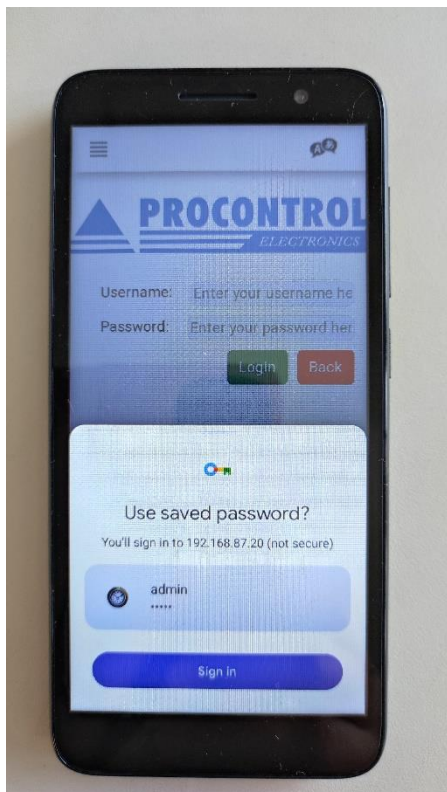 PROCONTROL
ELECTRONICS
Username: Enter your username he
Password: Enter your password her
Login Back
Use saved password?
You'll sign in to 192.168.87.20 (not secure)
admin
•••••
Sign in